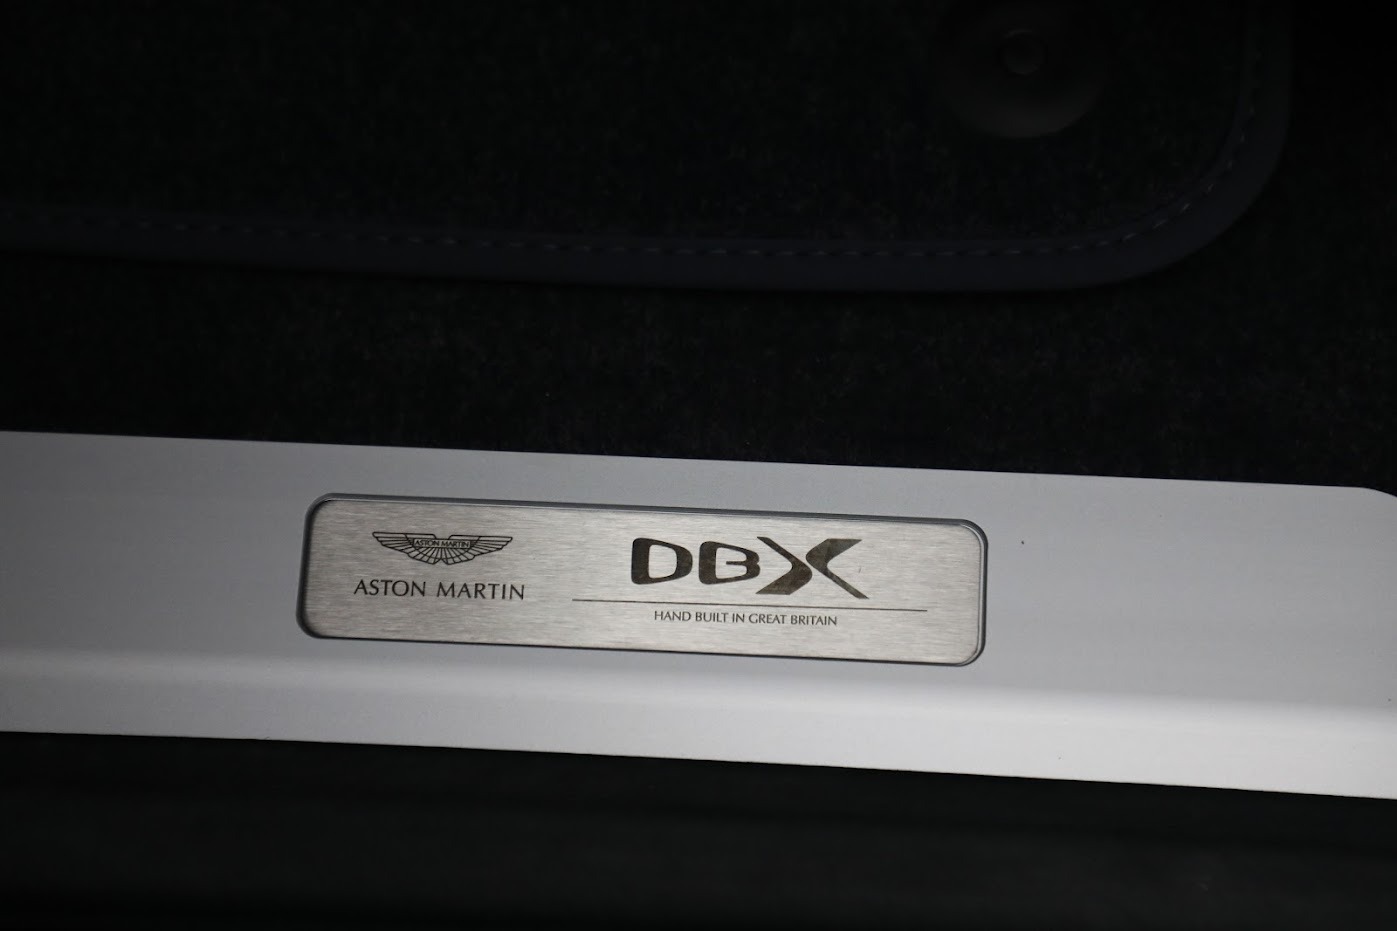 ASTON MARTIN
ASTON MARTIN
DBX
HAND BUILT IN GREAT BRITAIN